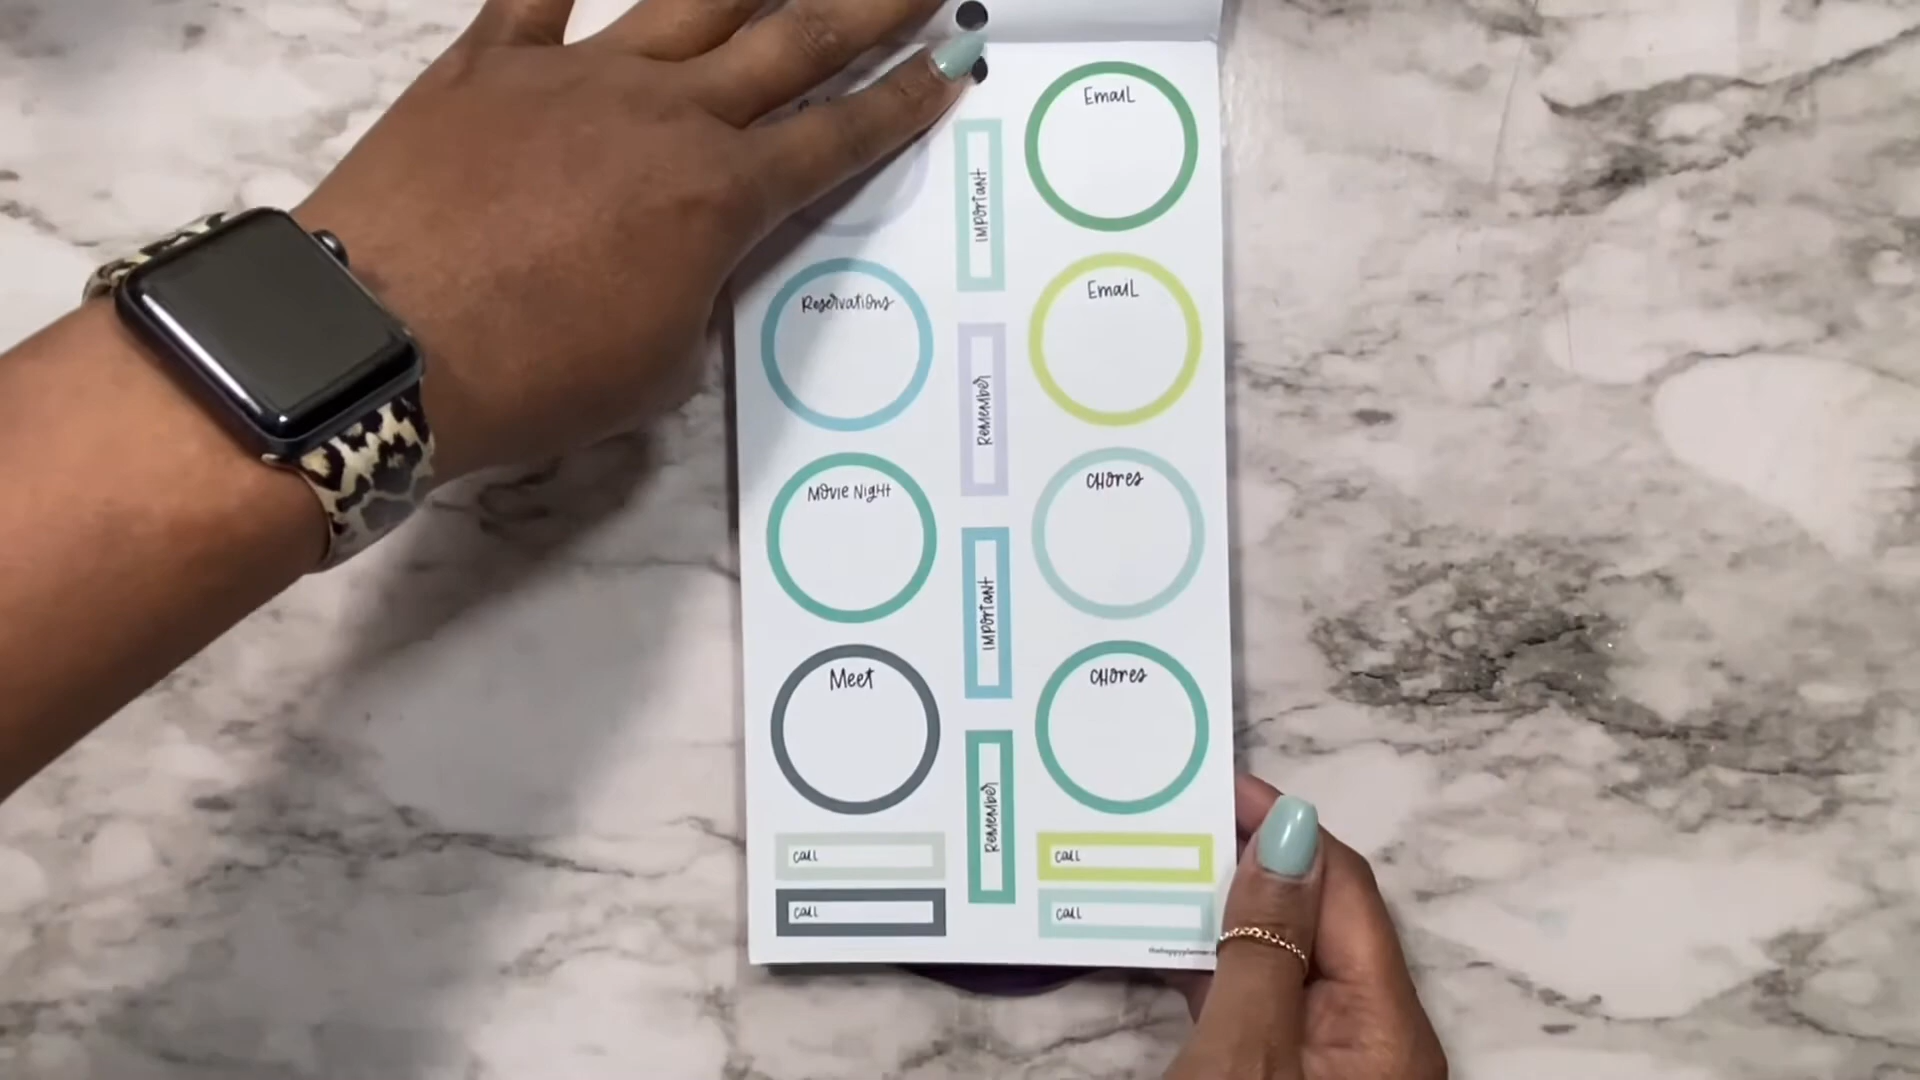 Email
Important
Reservations
Email
Remember
Movie Night
Chores
Important
Meet
Chores
Remember
call
call
call
call